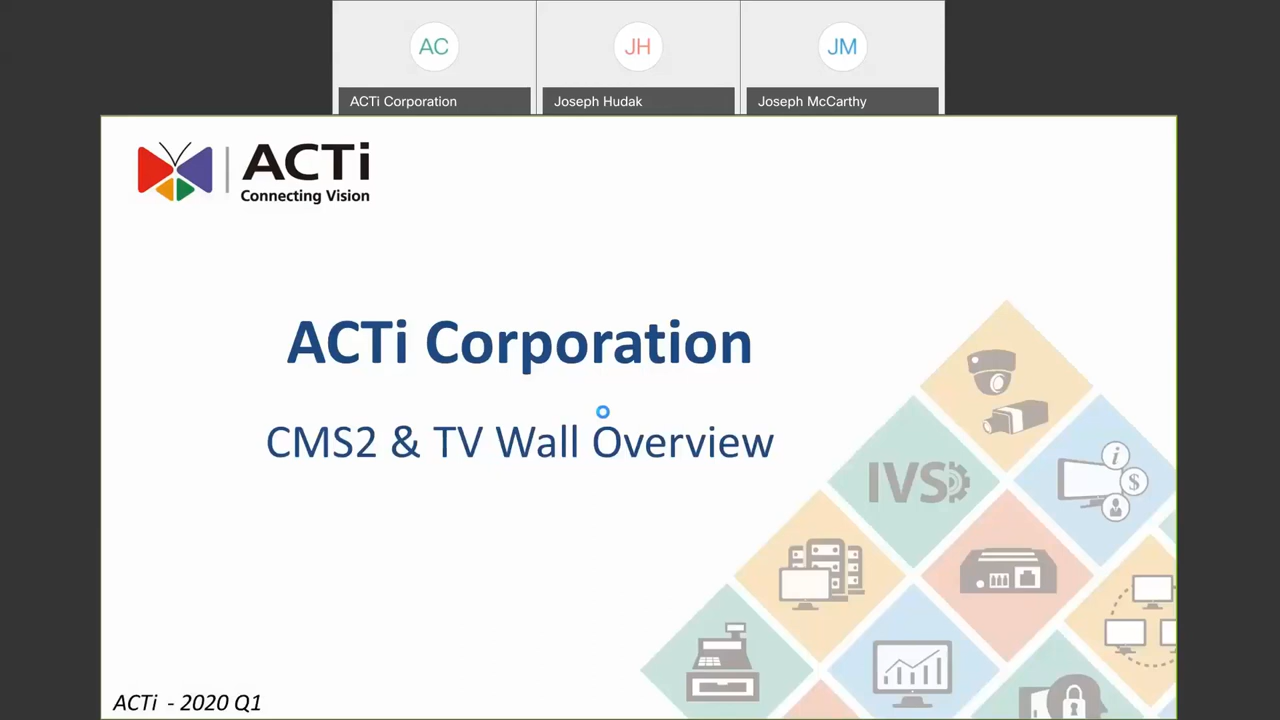 AC
JH
JM
ACTi Corporation
Joseph Hudak
Joseph McCarthy
ACTi
Connecting Vision
ACTi Corporation
CMS2 & TV Wall Overview
IVS
i
$
ACTi - 2020 Q1